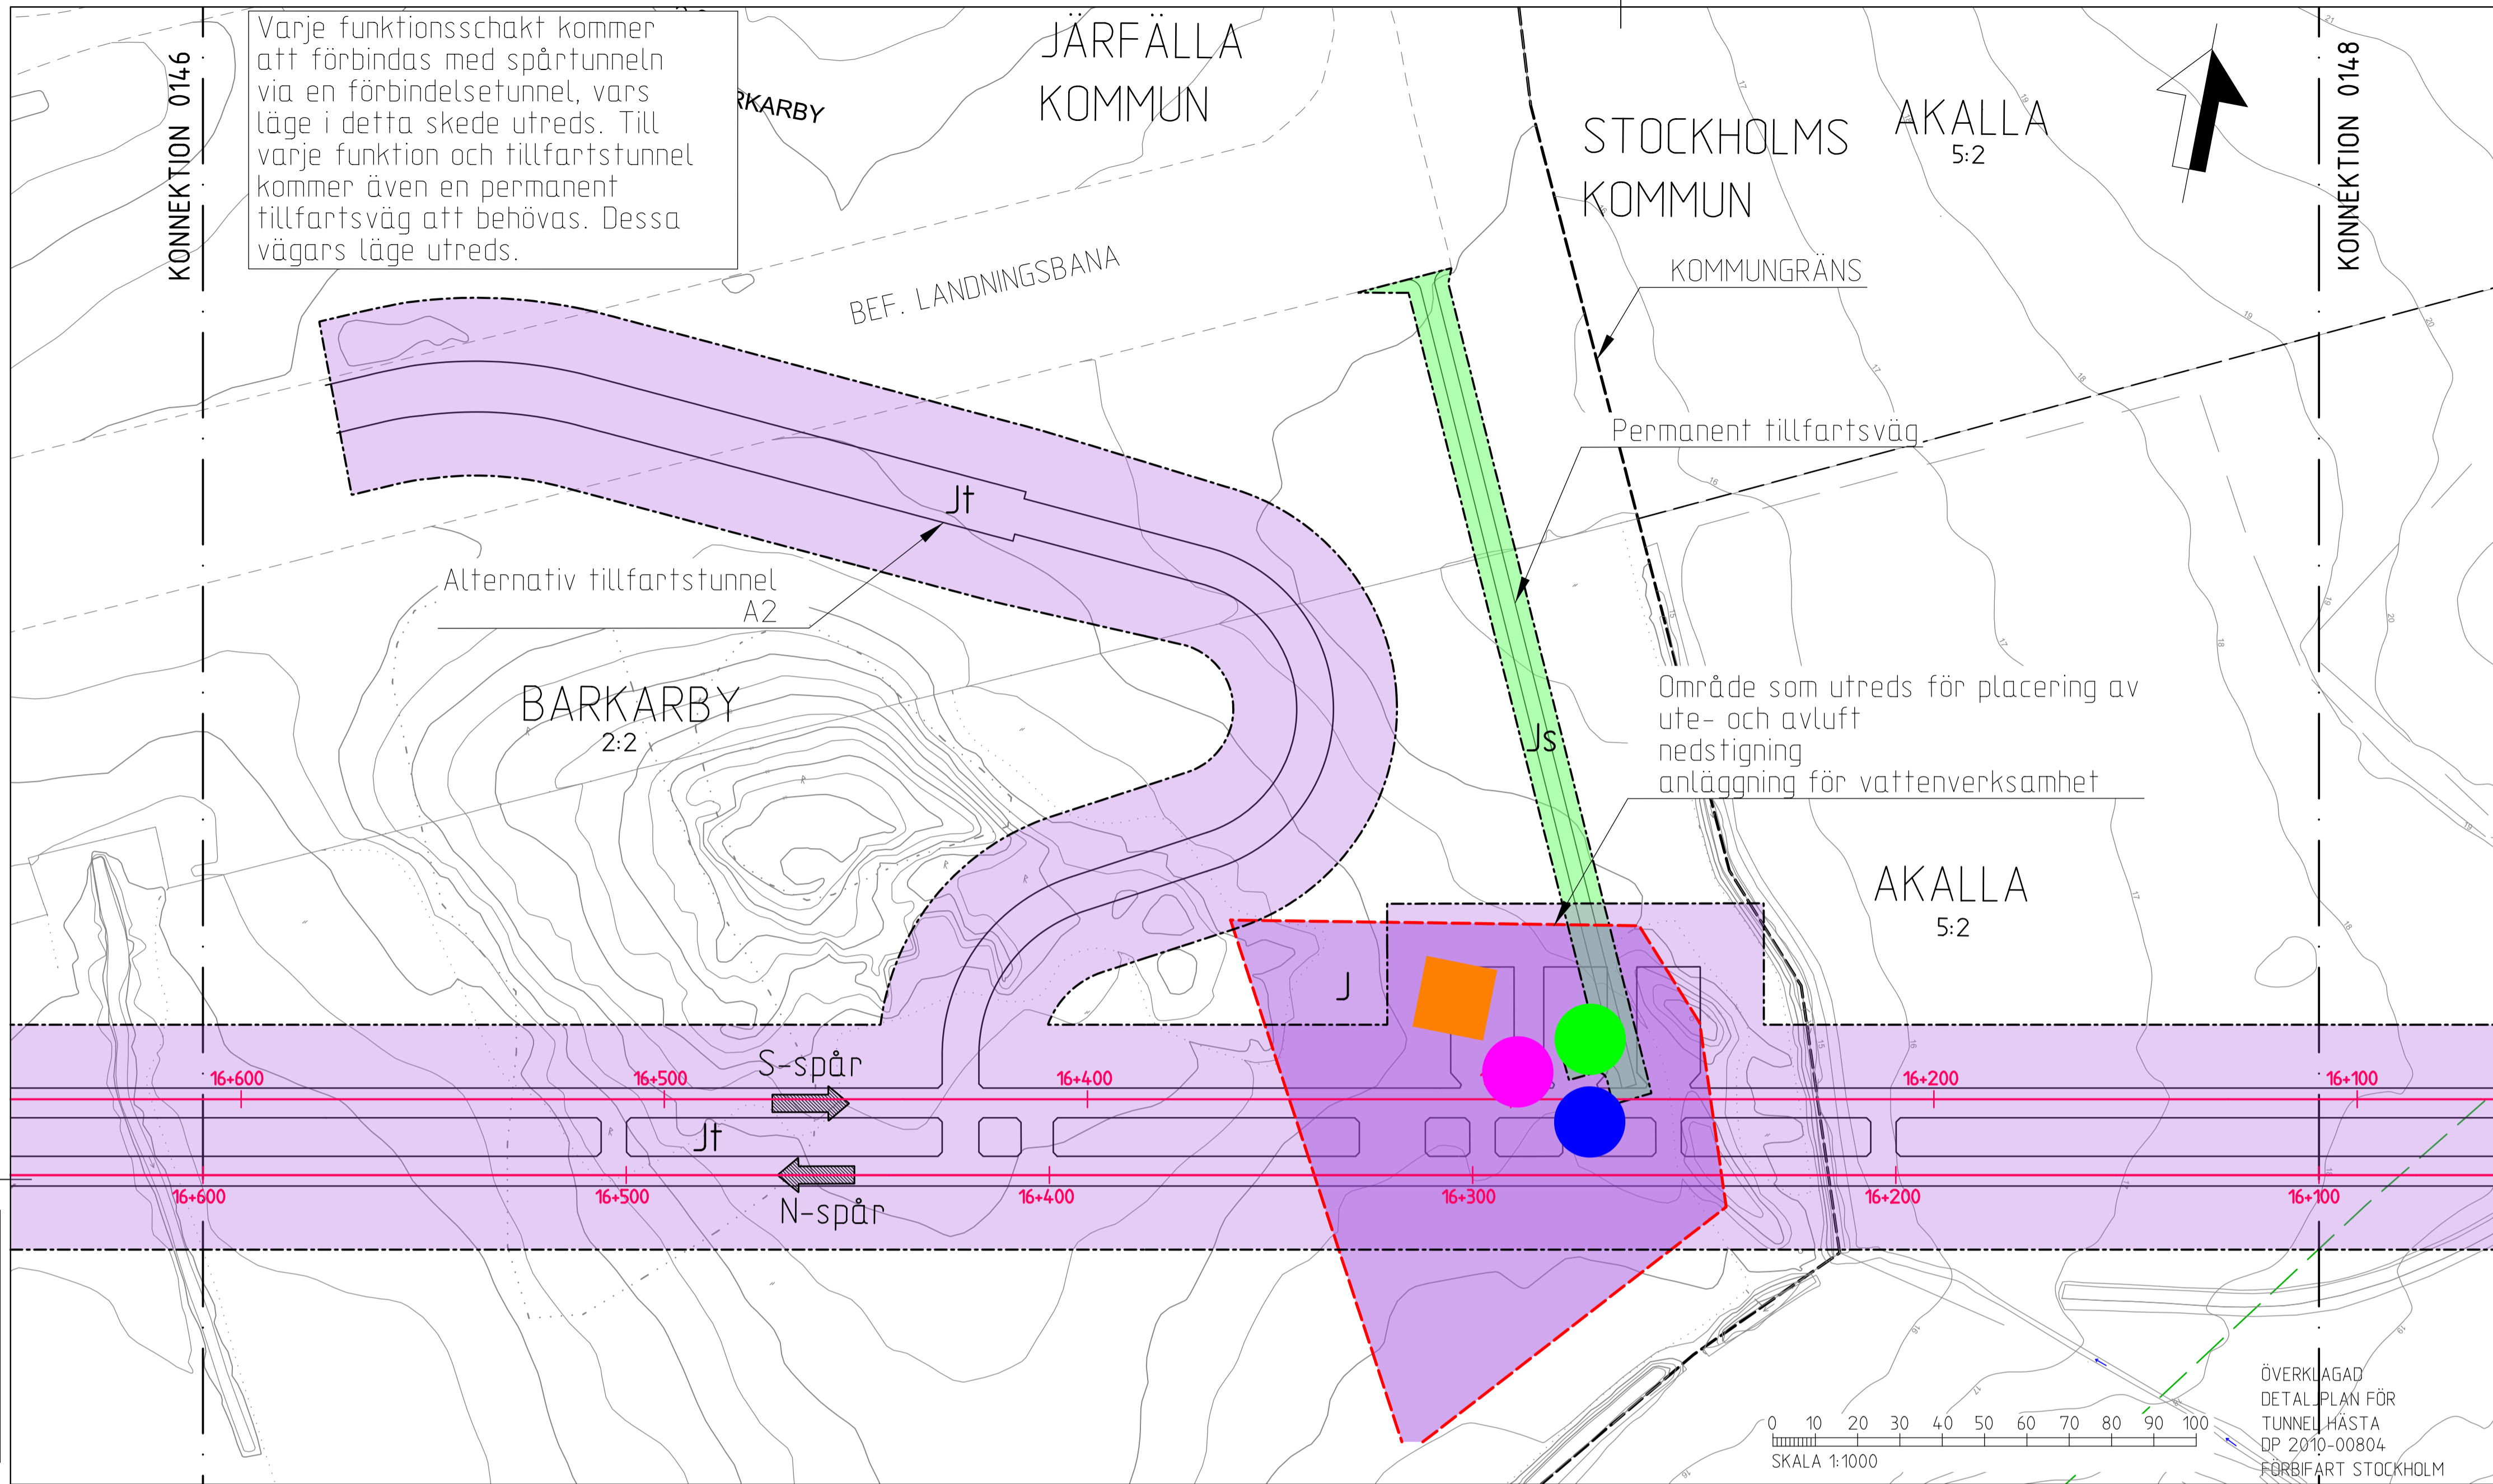 Varje funktionsschakt kommer
att förbindas med spårtunneln
via en förbindelsetunnel, vars
läge i detta skede utreds. Till
varje funktion och tillfartstunnel
kommer även en permanent
tillfartsväg att behövas. Dessa
vägars läge utreds.
KONNEKTION 0146
RKARBY
JÄRFÄLLA
KOMMUN
STOCKHOLMS
KOMMUN
AKALLA
5:2
KONNEKTION 0148
BEF. LANDNINGSBANA
KOMMUNGRÄNS
Permanent tillfartsväg
Jt
Alternativ tillfartstunnel
A2
BARKARBY
2:2
Js
Område som utreds för placering av
ute- och avluft
nedstigning
anläggning för vattenverksamhet
AKALLA
5:2
J
S-spår
16+600
16+500
16+400
16+200
16+100
Jt
N-spår
16+600
16+500
16+400
16+300
16+200
16+100
0 10 20 30 40 50 60 70 80 90 100
SKALA 1:1000
ÖVERKLAGAD
DETALJPLAN FÖR
TUNNEL HÄSTA
DP 2010-00804
FÖRBIFART STOCKHOLM